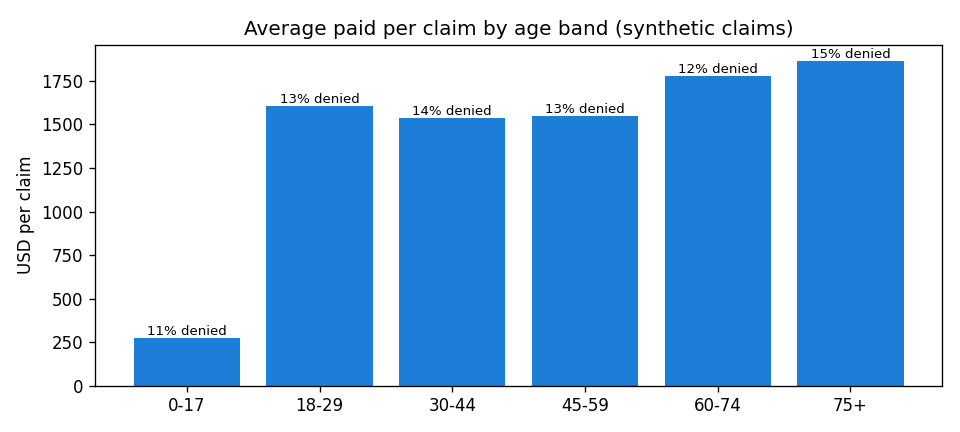 Average paid per claim by age band (synthetic claims)
USD per claim
1750
1500
1250
1000
750
500
250
0
11% denied
13% denied
14% denied
13% denied
12% denied
15% denied
0-17
18-29
30-44
45-59
60-74
75+